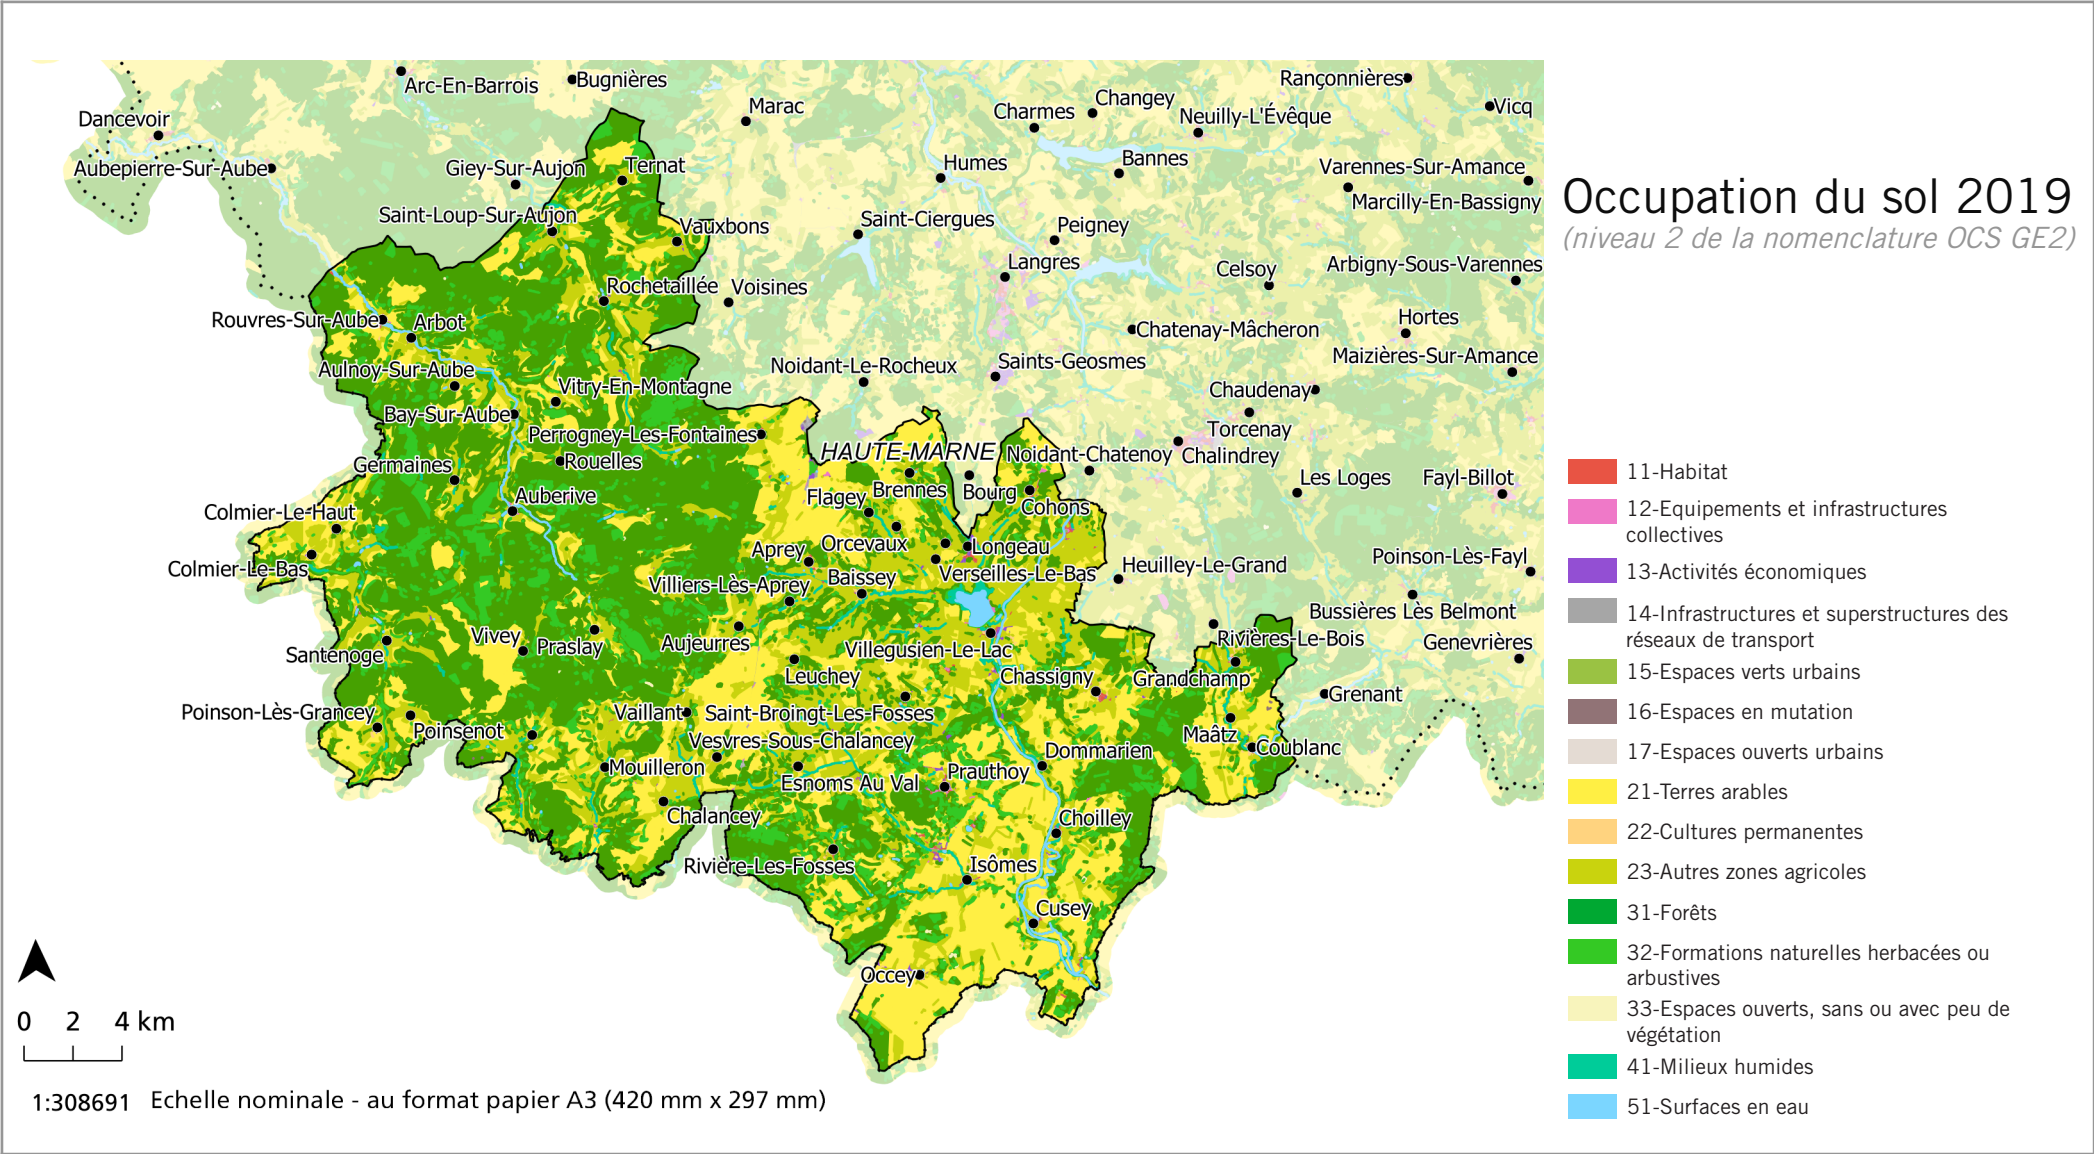 Arc-En-Barrois
Bugnières
Rançonnières
Vicq
Marac
Changey
Charmes
Dancevoir
Neuilly-L'Évêque
Aubepierre-Sur-Aube
Giey-Sur-Aujon
Ternat
Humes
Bannes
Varennes-Sur-Amance
Marcilly-En-Bassigny
Saint-Loup-Sur-Aujon
Vauxbons
Saint-Ciergues
Peigney
Langres
Celsoy
Arbigny-Sous-Varennes
Rochetaillée
Voisines
Rouvres-Sur-Aube
Arbot
Chatenay-Mâcheron
Hortes
Aulnoy-Sur-Aube
Vitry-En-Montagne
Noidant-Le-Rocheux
Saints-Geosmes
Maizières-Sur-Amance
Chaudenay
Bay-Sur-Aube
Perrogney-Les-Fontaines
HAUTE-MARNE
Torcenay
Noidant-Chatenoy
Chalindrey
Germaines
Rouelles
Les Loges
Fayl-Billot
Auberive
Flagey
Brennes
Bourg
Cohons
Colmier-Le-Haut
Colmier-Le-Bas
Aprey
Orcevaux
Longeau
Poinson-Lès-Fayl
Villiers-Lès-Aprey
Baissey
Verseilles-Le-Bas
Heuilley-Le-Grand
Bussières Lès Belmont
Vivey
Praslay
Aujeurres
Villegusien-Le-Lac
Rivières-Le-Bois
Genevrières
Santenoge
Leuchey
Chassigny
Grandchamp
Grenant
Poinson-Lès-Grancey
Poinsenot
Vaillant
Saint-Broingt-Les-Fosses
Maâtz
Vesvres-Sous-Chalancey
Dommarien
Coublanc
Mouilleron
Esnoms Au Val
Prauthoy
Chalancey
Choilley
Rivière-Les-Fosses
Isômes
Cusey
Occey
0 2 4 km
1:308691 Echelle nominale - au format papier A3 (420 mm x 297 mm)
Occupation du sol 2019
(niveau 2 de la nomenclature OCS GE2)
11-Habitat
12-Equipements et infrastructures
collectives
13-Activités économiques
14-Infrastructures et superstructures des
réseaux de transport
15-Espaces verts urbains
16-Espaces en mutation
17-Espaces ouverts urbains
21-Terres arables
22-Cultures permanentes
23-Autres zones agricoles
31-Forêts
32-Formations naturelles herbacées ou
arbustives
33-Espaces ouverts, sans ou avec peu de
végétation
41-Milieux humides
51-Surfaces en eau